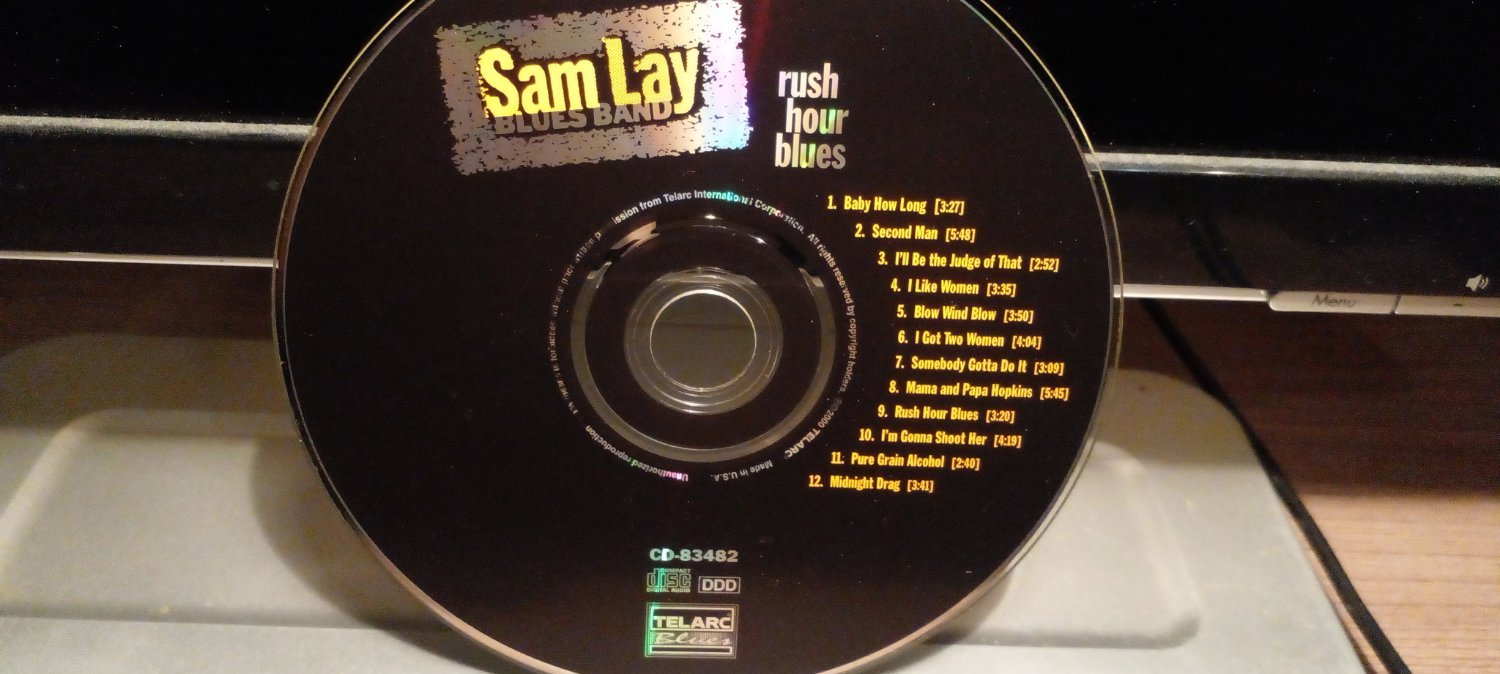 Sam Lay
BLUES BAND
rush
hour
blues
1. Baby How Long [3:27]
2. Second Man [5:48]
3. I'll Be the Judge of That [2:52]
4. I Like Women [3:35]
5. Blow Wind Blow [3:50]
6. I Got Two Women [4:04]
7. Somebody Gotta Do It [3:09]
8. Mama and Papa Hopkins [5:45]
9. Rush Hour Blues [3:20]
10. I'm Gonna Shoot Her [4:19]
11. Pure Grain Alcohol [2:40]
12. Midnight Drag [3:41]
Unauthorized reproduction
from Telarc International Corporation. All rights reserved by copyright holders. ©2000 TELARC. Made in U.S.A.
CD-83482
COMPACT
disc
DIGITAL AUDIO
DDD
TELARC
Blues
Menu